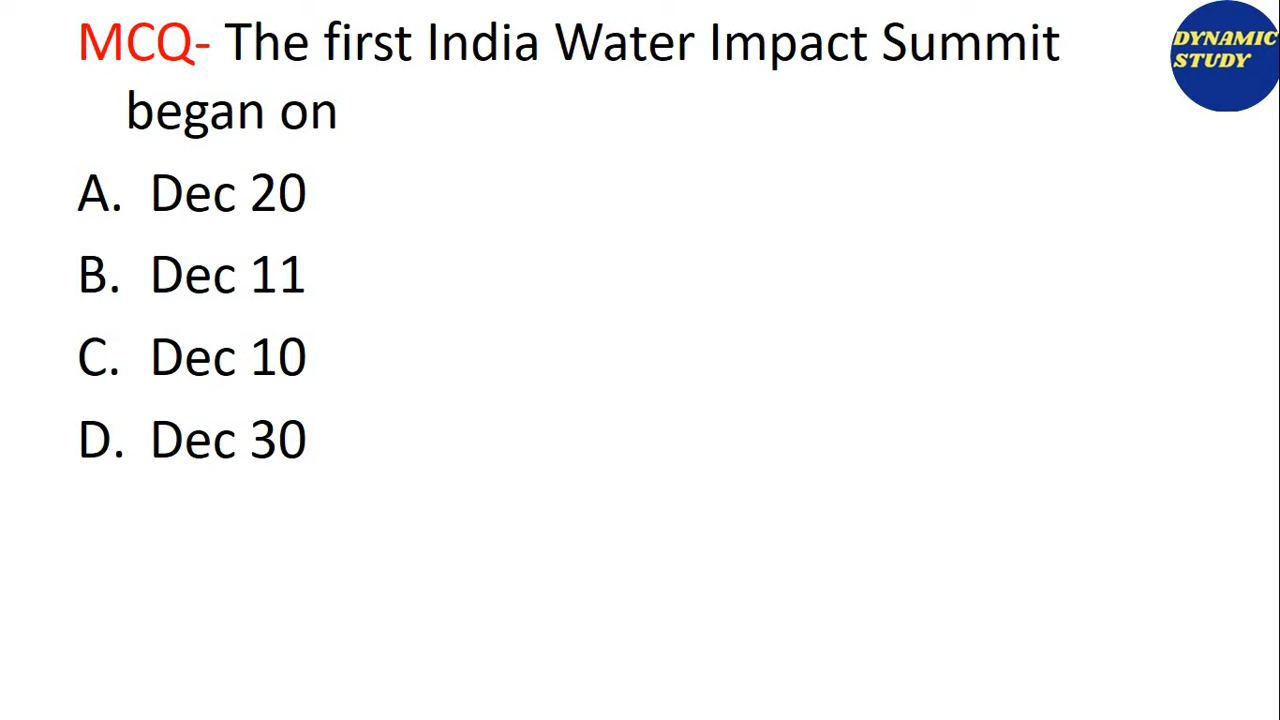 MCQ- The first India Water Impact Summit
began on
A. Dec 20
B. Dec 11
C. Dec 10
D. Dec 30
DYNAMIC
STUDY